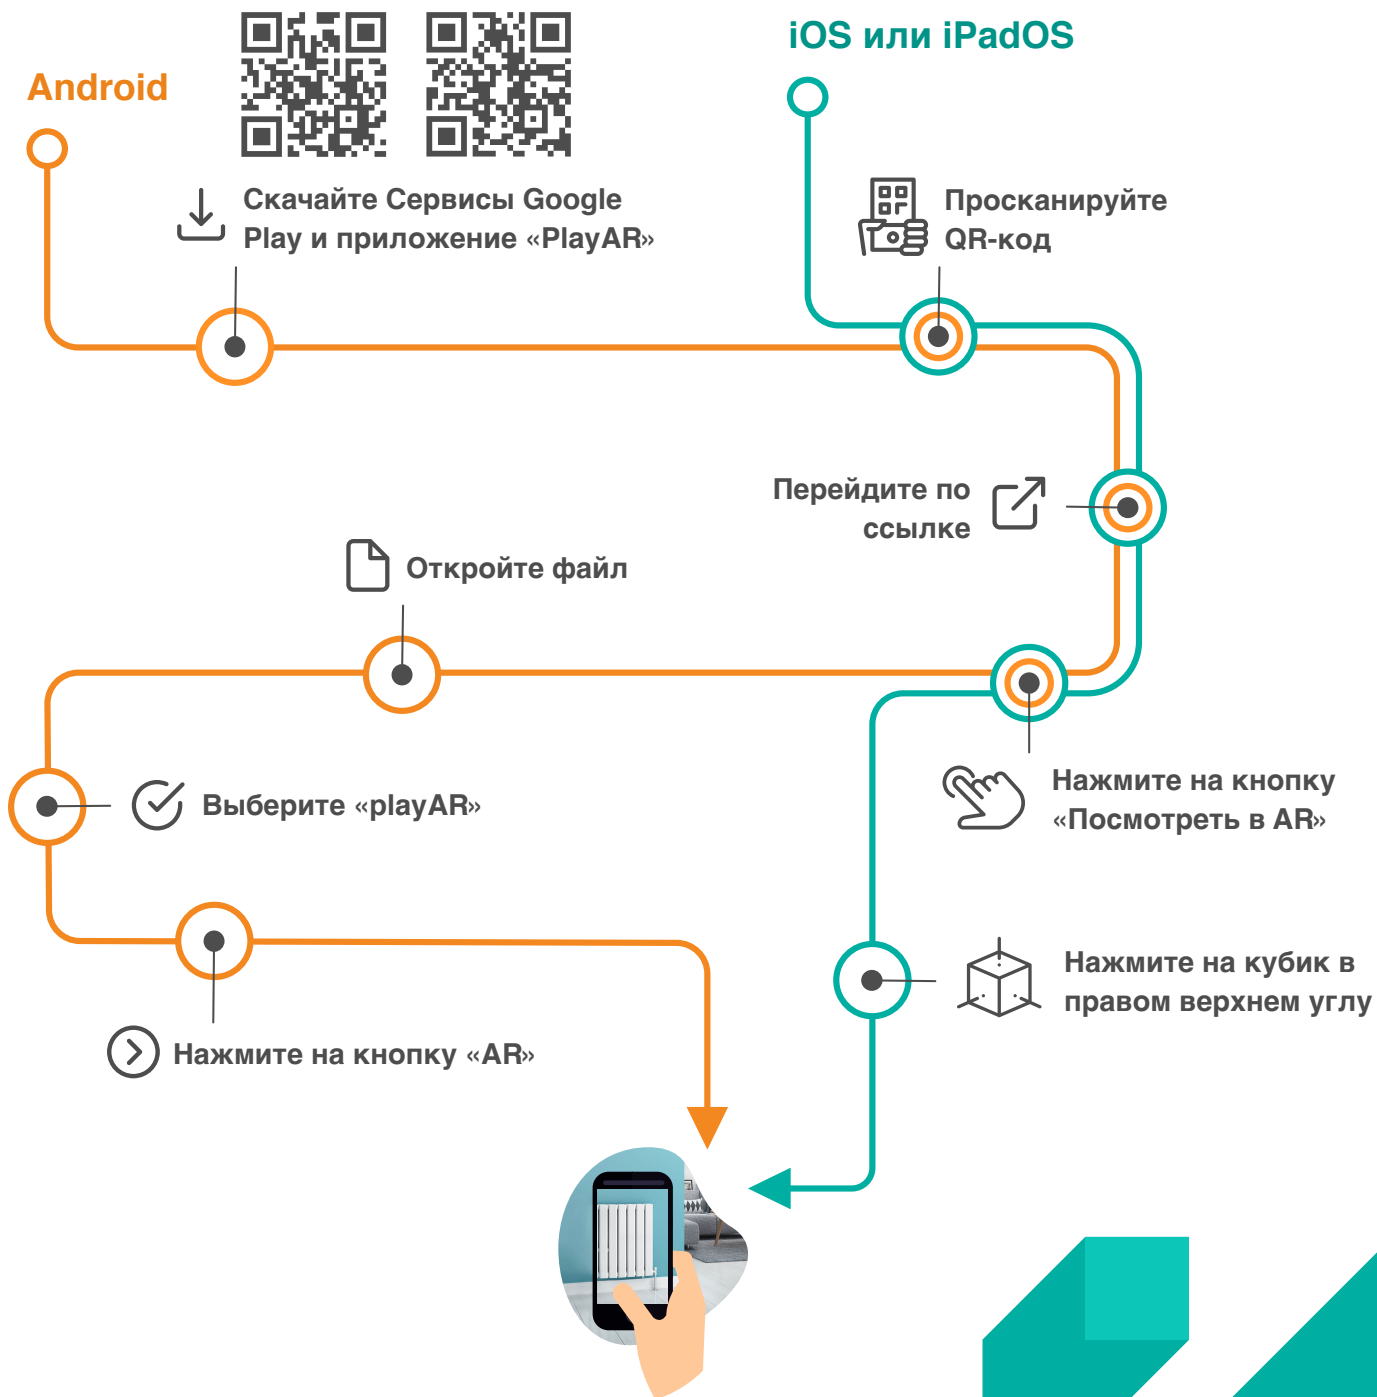 Android
iOS или iPadOS
Скачайте Сервисы Google
Play и приложение «PlayAR»
Просканируйте
QR-код
Перейдите по
ссылке
Откройте файл
Выберите «playAR»
Нажмите на кнопку
«Посмотреть в AR»
Нажмите на кубик в
правом верхнем углу
Нажмите на кнопку «AR»